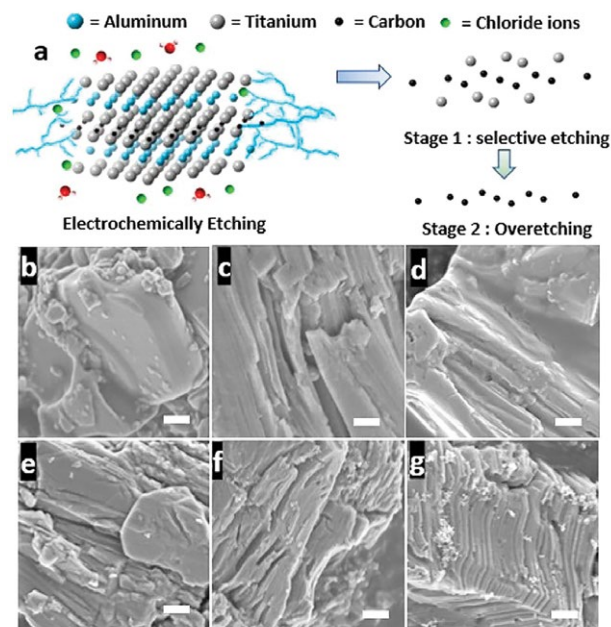 = Aluminum = Titanium = Carbon = Chloride ions
a
Stage 1 : selective etching
Electrochemically Etching
Stage 2 : Overetching
b
c
d
e
f
g